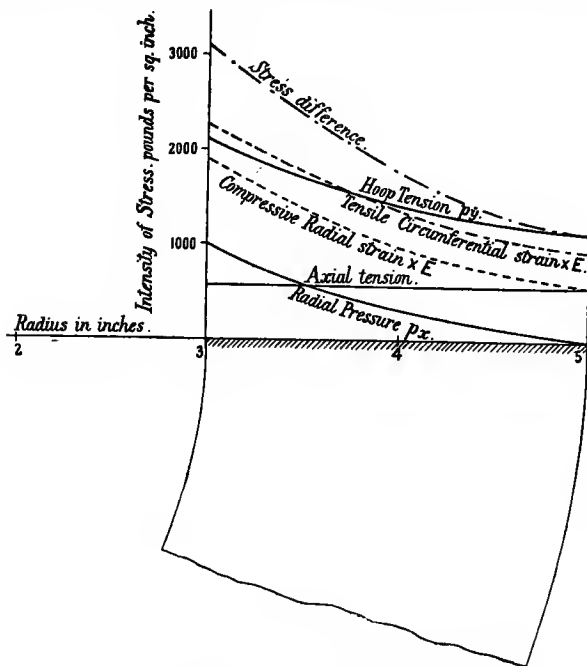 Intensity of Stress. pounds per sq. inch.
3000
2000
1000
Stress difference.
Hoop Tension py.
Tensile Circumferential strain × E
Compressive Radial strain × E
Axial tension.
Radial Pressure px.
Radius in inches.
2
3
4
5